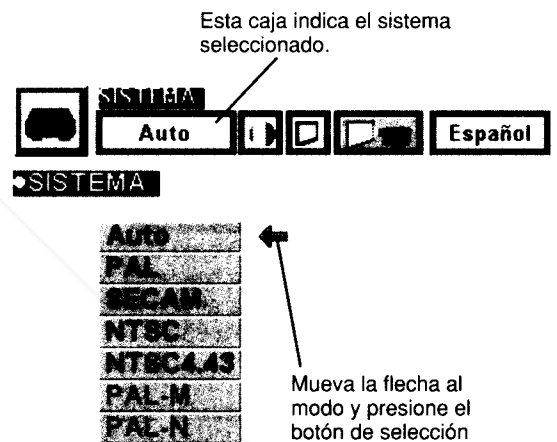 Esta caja indica el sistema
seleccionado.
SISTEMA
Auto
Español
SISTEMA
Auto
PAL
SECAM
NTSC
NTSC4.43
PAL-M
PAL-N
Mueva la flecha al
modo y presione el
botón de selección